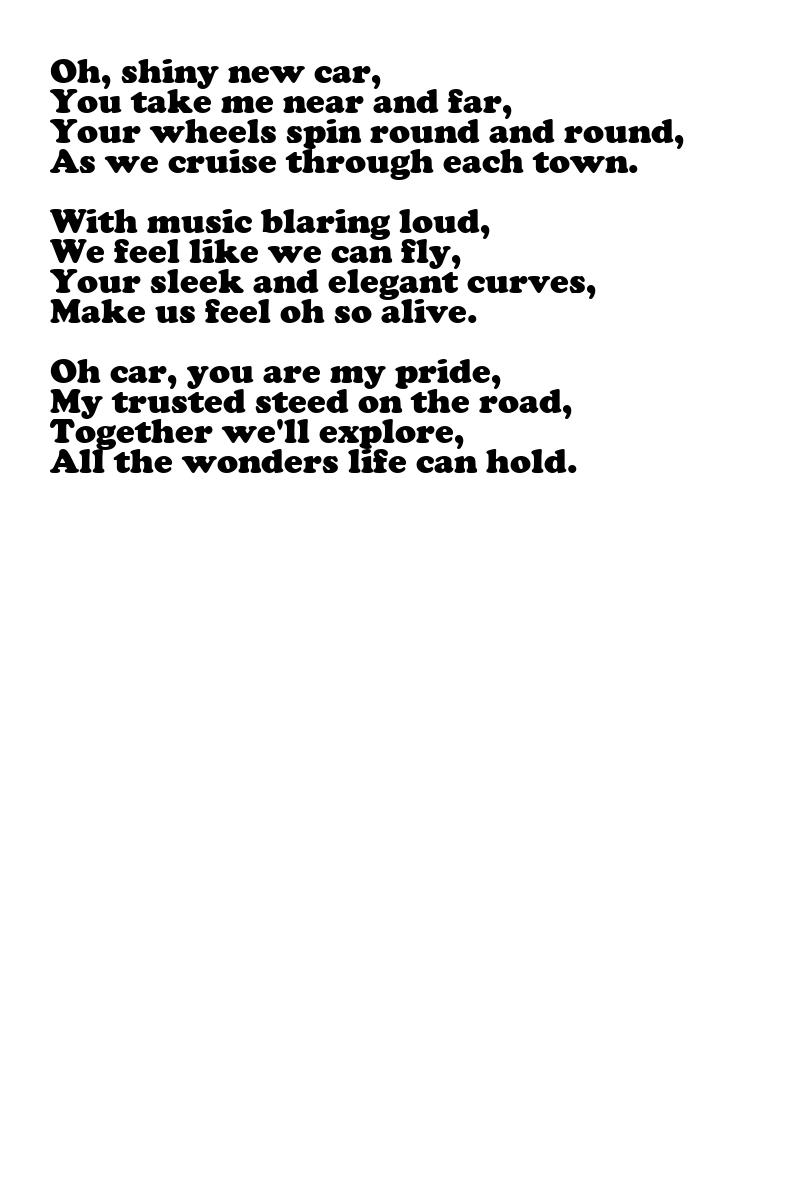 Oh, shiny new car,
You take me near and far,
Your wheels spin round and round,
As we cruise through each town.

With music blaring loud,
We feel like we can fly,
Your sleek and elegant curves,
Make us feel oh so alive.

Oh car, you are my pride,
My trusted steed on the road,
Together we'll explore,
All the wonders life can hold.